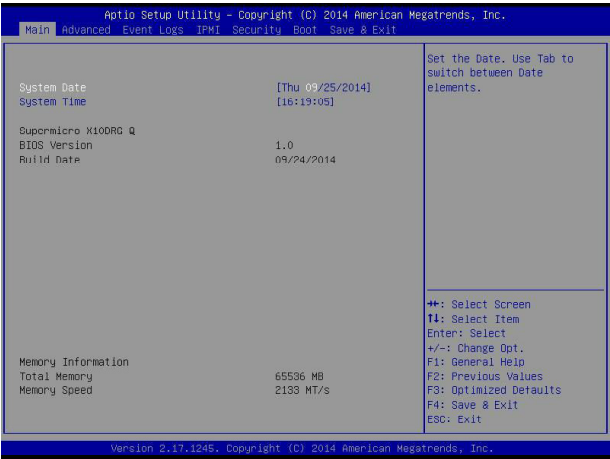 Aptio Setup Utility – Copyright (C) 2014 American Megatrends, Inc.
Main Advanced Event Logs IPMI Security Boot Save & Exit
System Date [Thu 09/25/2014]
System Time [16:19:05]
Supermicro X10DRG Q
BIOS Version 1.0
Build Date 09/24/2014
Memory Information
Total Memory 65536 MB
Memory Speed 2133 MT/s
Set the Date. Use Tab to
switch between Date
elements.
→←: Select Screen
↑↓: Select Item
Enter: Select
+/-: Change Opt.
F1: General Help
F2: Previous Values
F3: Optimized Defaults
F4: Save & Exit
ESC: Exit
Version 2.17.1245. Copyright (C) 2014 American Megatrends, Inc.